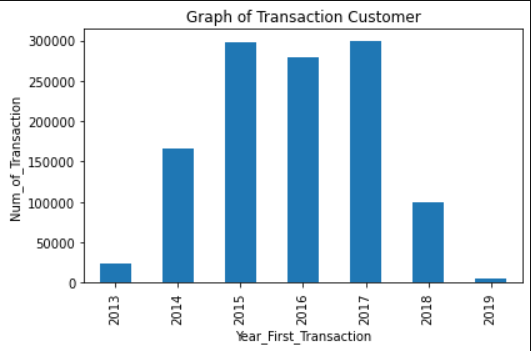 Graph of Transaction Customer
300000
250000
200000
150000
100000
50000
0
Num_of_Transaction
2013 2014 2015 2016 2017 2018 2019
Year_First_Transaction